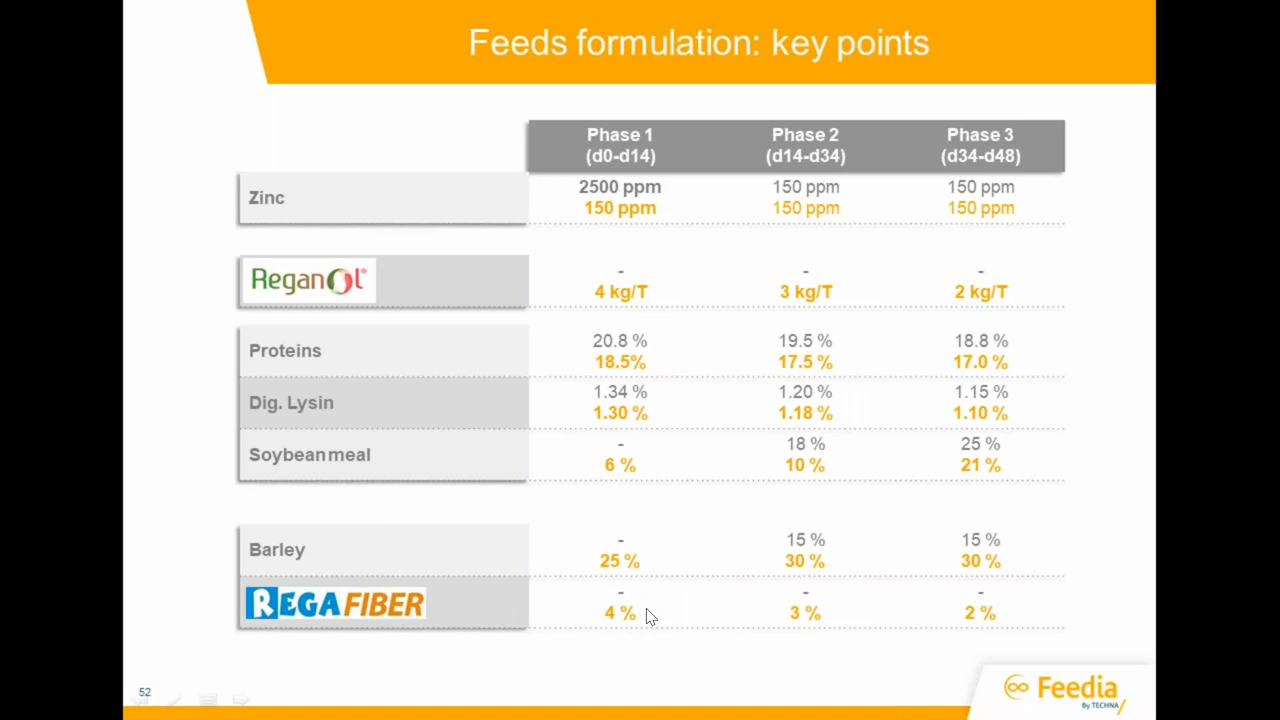 Feeds formulation: key points
Phase 1 Phase 2 Phase 3
(d0-d14) (d14-d34) (d34-d48)
Zinc
2500 ppm 150 ppm 150 ppm
150 ppm 150 ppm 150 ppm
Reganol®
- - -
4 kg/T 3 kg/T 2 kg/T
Proteins
20.8 % 19.5 % 18.8 %
18.5% 17.5 % 17.0 %
Dig. Lysin
1.34 % 1.20 % 1.15 %
1.30 % 1.18 % 1.10 %
Soybean meal
- 18 % 25 %
6 % 10 % 21 %
Barley
- 15 % 15 %
25 % 30 % 30 %
REGAFIBER
- - -
4 % 3 % 2 %
52
Feedia
By TECHNA